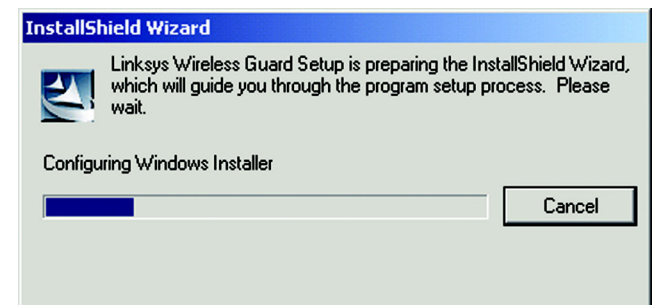 InstallShield Wizard
Linksys Wireless Guard Setup is preparing the InstallShield Wizard,
which will guide you through the program setup process. Please
wait.
Configuring Windows Installer
Cancel